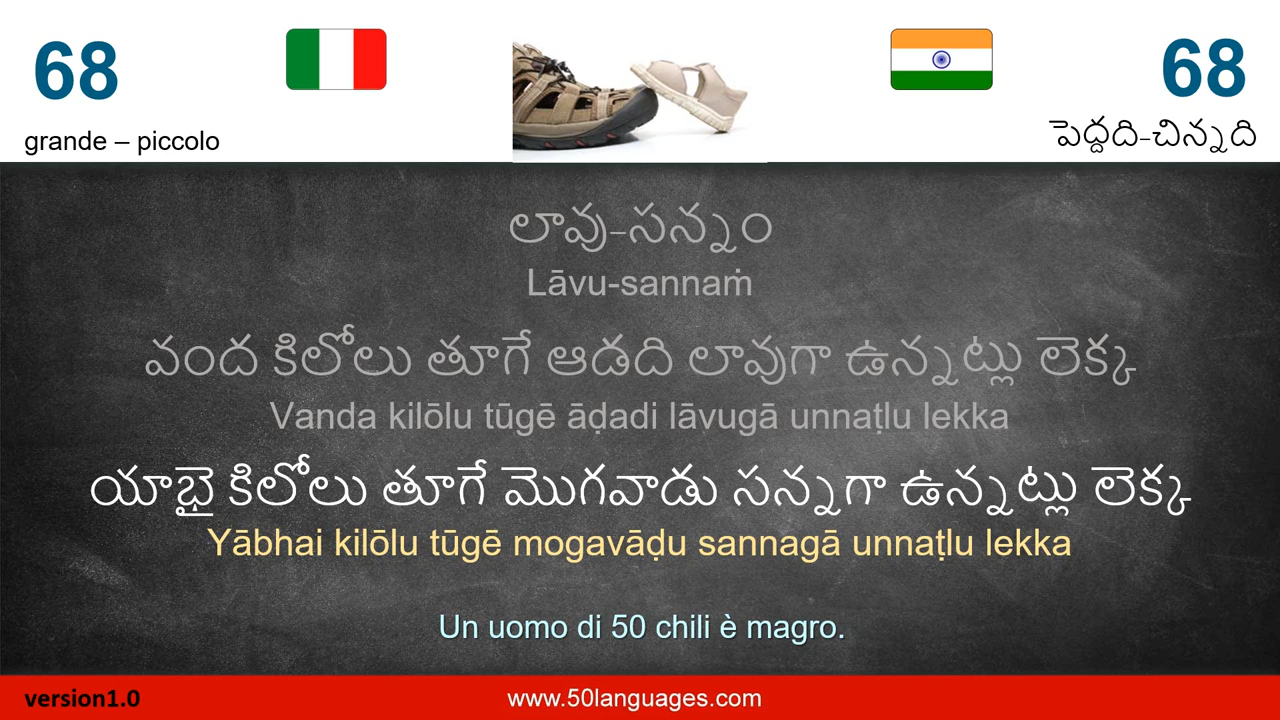 68
68
grande – piccolo
పెద్దది-చిన్నది
లావు-సన్నం
Lāvu-sannaṁ
వంద కిలోలు తూగే ఆడది లావుగా ఉన్నట్లు లెక్క
Vanda kilōlu tūgē āḍadi lāvugā unnaṭlu lekka
యాభై కిలోలు తూగే మొగవాడు సన్నగా ఉన్నట్లు లెక్క
Yābhai kilōlu tūgē mogavāḍu sannagā unnaṭlu lekka
Un uomo di 50 chili è magro.
version1.0
www.50languages.com